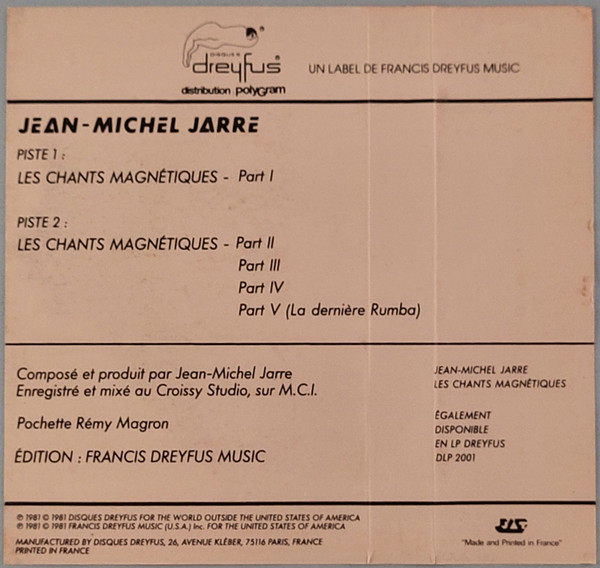 DISQUES
dreyfus®
distribution polyGram
UN LABEL DE FRANCIS DREYFUS MUSIC
JEAN-MICHEL JARRE
PISTE 1 :
LES CHANTS MAGNÉTIQUES - Part I
PISTE 2 :
LES CHANTS MAGNÉTIQUES - Part II
Part III
Part IV
Part V (La dernière Rumba)
Composé et produit par Jean-Michel Jarre
Enregistré et mixé au Croissy Studio, sur M.C.I.
Pochette Rémy Magron
ÉDITION : FRANCIS DREYFUS MUSIC
JEAN-MICHEL JARRE
LES CHANTS MAGNÉTIQUES
ÉGALEMENT
DISPONIBLE
EN LP DREYFUS
DLP 2001
℗ 1981 © 1981 DISQUES DREYFUS FOR THE WORLD OUTSIDE THE UNITED STATES OF AMERICA
℗ 1981 © 1981 FRANCIS DREYFUS MUSIC (U.S.A.) Inc. FOR THE UNITED STATES OF AMERICA
MANUFACTURED BY DISQUES DREYFUS, 26, AVENUE KLÉBER, 75116 PARIS, FRANCE
PRINTED IN FRANCE
"Made and Printed in France"